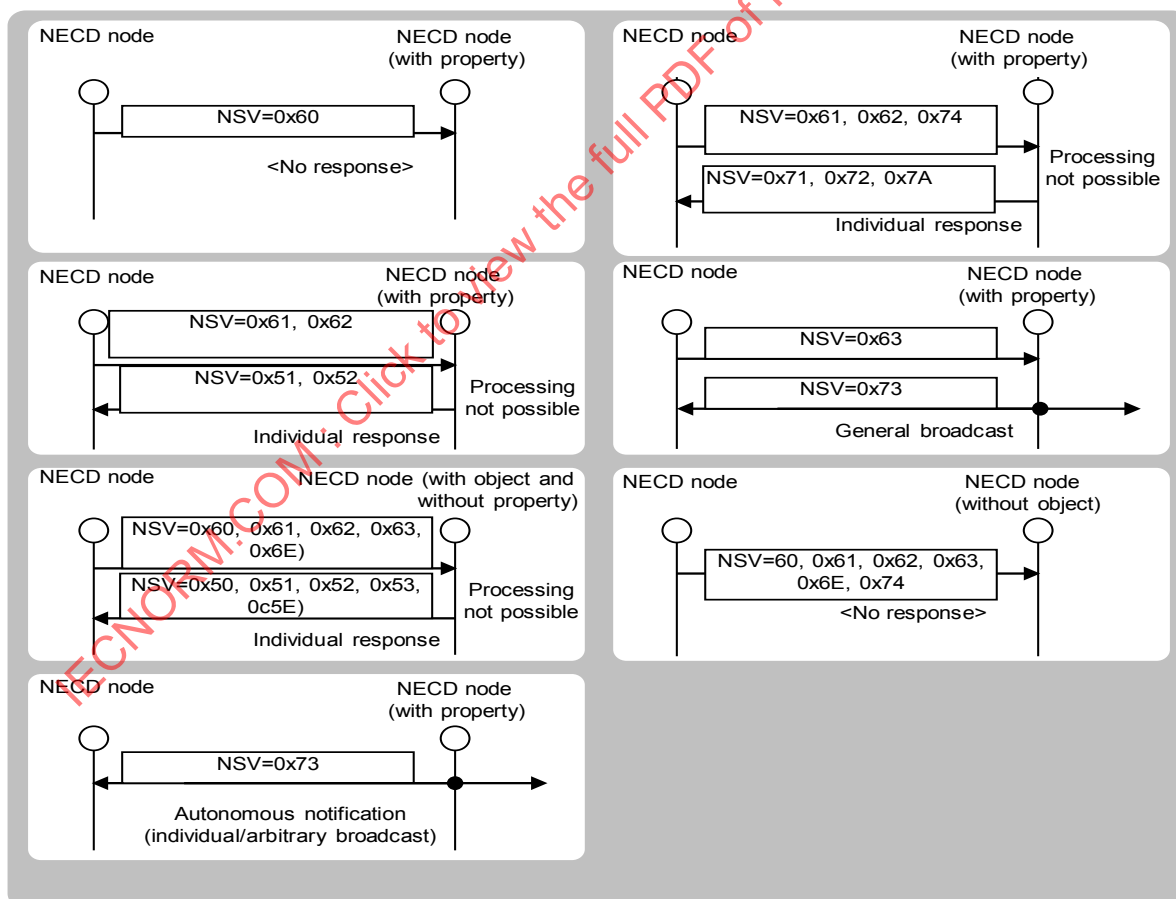 NECD node
NECD node
(with property)
NSV=0x60
<No response>
NECD node
NECD node
(with property)
NSV=0x61, 0x62, 0x74
Processing
not possible
NSV=0x71, 0x72, 0x7A
Individual response
NECD node
NECD node
(with property)
NSV=0x61, 0x62
NSV=0x51, 0x52
Processing
not possible
Individual response
NECD node
NECD node
(with property)
NSV=0x63
NSV=0x73
General broadcast
NECD node
NECD node (with object and
without property)
NSV=0x60, 0x61, 0x62, 0x63,
0x6E)
NSV=0x50, 0x51, 0x52, 0x53,
0c5E)
Processing
not possible
Individual response
NECD node
NECD node
(without object)
NSV=60, 0x61, 0x62, 0x63,
0x6E, 0x74
<No response>
NECD node
NECD node
(with property)
NSV=0x73
Autonomous notification
(individual/arbitrary broadcast)
IECNORM.COM : Click to view the full PDF of